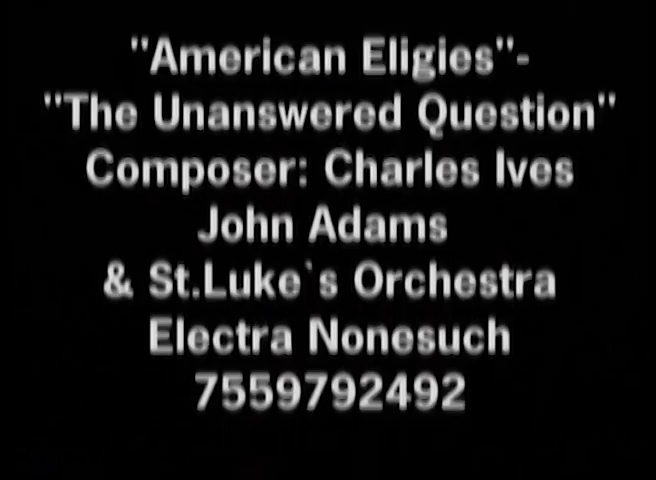 "American Eligies"-
"The Unanswered Question"
Composer: Charles Ives
John Adams
& St.Luke`s Orchestra
Electra Nonesuch
7559792492